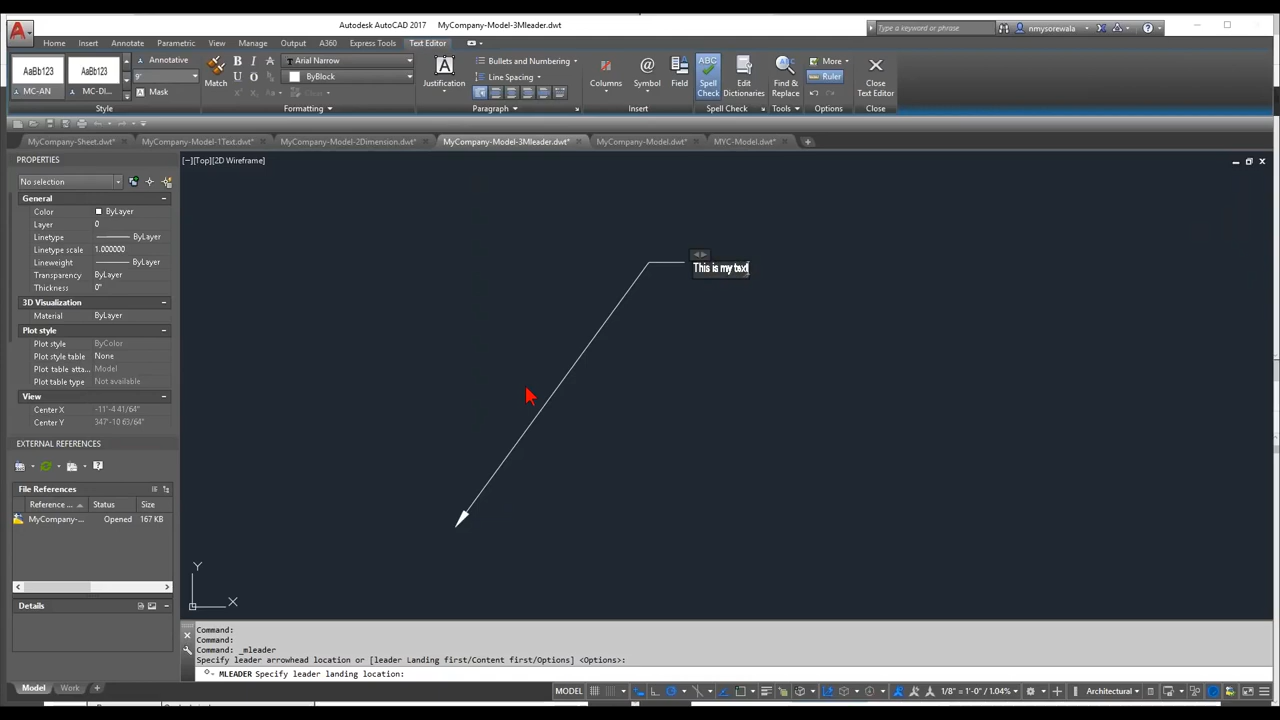 Autodesk AutoCAD 2017 MyCompany-Model-3Mleader.dwt
Type a keyword or phrase
nmysorewala
Home Insert Annotate Parametric View Manage Output A360 Express Tools Text Editor
AaBb123 AaBb123
MC-AN MC-DI...
Annotative
9"
Mask
Style
Match
B I A
U O
Arial Narrow
ByBlock
Clear
Formatting
Justification
Bullets and Numbering
Line Spacing
Paragraph
Columns Symbol Field
Insert
ABC
Spell Check
Edit Dictionaries
Spell Check
Find & Replace
Tools
More
Ruler
Options
Close Text Editor
Close
MyCompany-Sheet.dwt* MyCompany-Model-1Text.dwt* MyCompany-Model-2Dimension.dwt* MyCompany-Model-3Mleader.dwt* MyCompany-Model.dwt* MYC-Model.dwt*
PROPERTIES
[−][Top][2D Wireframe]
No selection
General
Color ByLayer
Layer 0
Linetype ByLayer
Linetype scale 1.000000
Lineweight ByLayer
Transparency ByLayer
Thickness 0"
3D Visualization
Material ByLayer
Plot style
Plot style ByColor
Plot style table None
Plot table atta... Model
Plot table type Not available
View
Center X -11'-4 41/64"
Center Y 347'-10 63/64"
This is my text
EXTERNAL REFERENCES
File References
Reference ... Status Size
MyCompany-... Opened 167 KB
Details
Y
X
Command:
Command:
Command: _mleader
Specify leader arrowhead location or [leader Landing first/Content first/Options] <Options>:
MLEADER Specify leader landing location:
Model Work +
MODEL 1/8" = 1'-0" / 1.04% Architectural